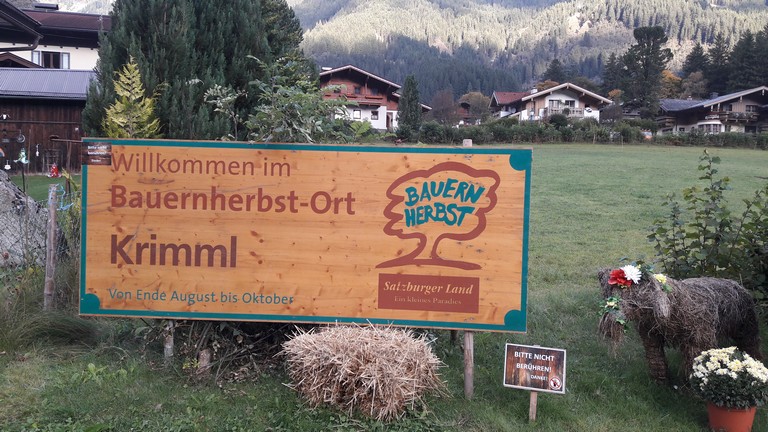 Willkommen im
Bauernherbst-Ort
Krimml
Von Ende August bis Oktober
BAUERN
HERBST
Salzburger Land
Ein kleines Paradies
BITTE NICHT
BERÜHREN!
DANKE!